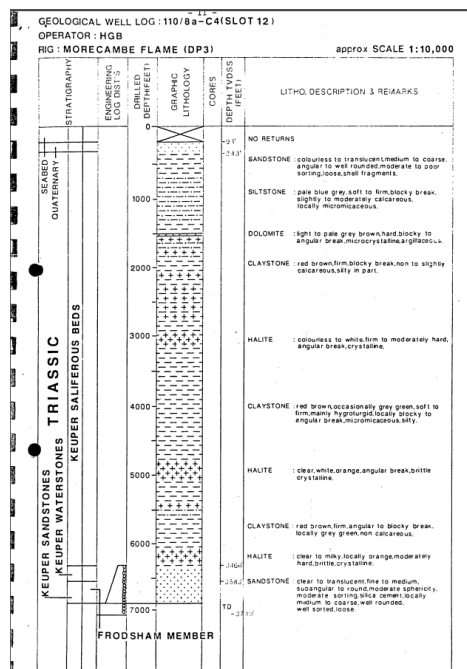 - 11 -
GEOLOGICAL WELL LOG : 110/8a-C4(SLOT 12)
OPERATOR : HGB
RIG : MORECAMBE FLAME (DP3)
approx SCALE 1:10,000
STRATIGRAPHY
ENGINEERING
LOG DIST'S
DRILLED
DEPTH(FEET)
GRAPHIC
LITHOLOGY
CORES
DEPTH TVDSS
(FEET)
LITHO, DESCRIPTION & REMARKS
0
1000
2000
3000
4000
5000
6000
7000
SEABED
QUATERNARY
TRIASSIC
KEUPER SALIFEROUS BEDS
KEUPER WATERSTONES
KEUPER SANDSTONES
FRODSHAM MEMBER
TD
NO RETURNS
SANDSTONE : colourless to translucent, medium to coarse,
angular to well rounded, moderate to poor
sorting, loose, shell fragments.
SILTSTONE : pale blue grey, soft to firm, blocky break,
slightly to moderately calcareous,
locally micromicaceous.
DOLOMITE : light to pale grey brown, hard, blocky to
angular break, microcrystalline, argillaceous.
CLAYSTONE : red brown, firm, blocky break, non to slightly
calcareous, silty in part.
HALITE : colourless to white, firm to moderately hard,
angular break, crystalline.
CLAYSTONE : red brown, occasionally grey green, soft to
firm, mainly hygroturgid, locally blocky to
angular break, micromicaceous, silty.
HALITE : clear, white, orange, angular break, brittle
crystalline.
CLAYSTONE : red brown, firm, angular to blocky break,
locally grey green, non calcareous.
HALITE : clear to milky, locally orange, moderately
hard, brittle, crystalline.
SANDSTONE : clear to translucent, fine to medium,
subangular to round, moderate sphericity,
moderate sorting, silica cement, locally
medium to coarse, well rounded,
well sorted, loose.